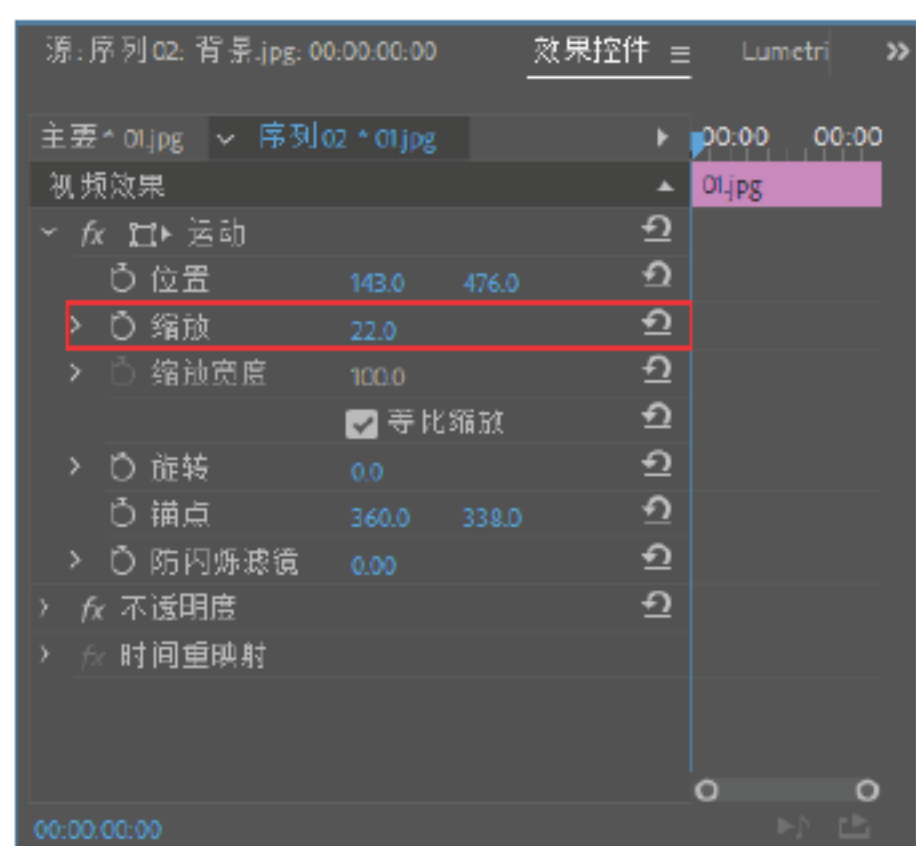 源:序列02: 背景.jpg: 00:00:00:00 效果控件 Lumetri
主要*01.jpg 序列02*01.jpg 00:00 00:00
视频效果 01.jpg
fx 运动
位置 143.0 476.0
缩放 22.0
缩放宽度 100.0
等比缩放
旋转 0.0
锚点 360.0 338.0
防闪烁滤镜 0.00
fx 不透明度
fx 时间重映射
00:00:00:00